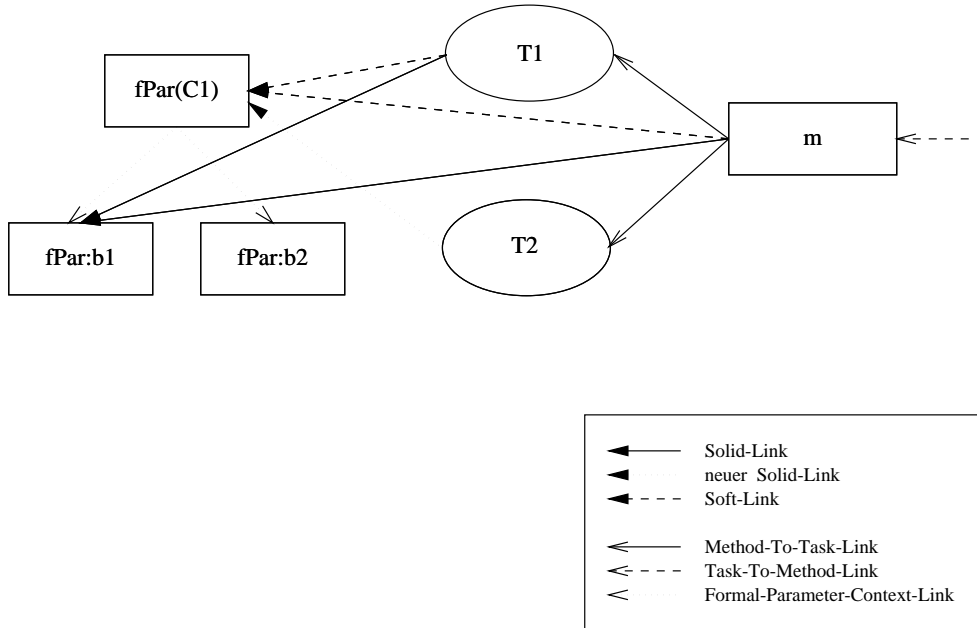 T1
fPar(C1)
m
T2
fPar:b1
fPar:b2
Solid-Link
neuer Solid-Link
Soft-Link
Method-To-Task-Link
Task-To-Method-Link
Formal-Parameter-Context-Link